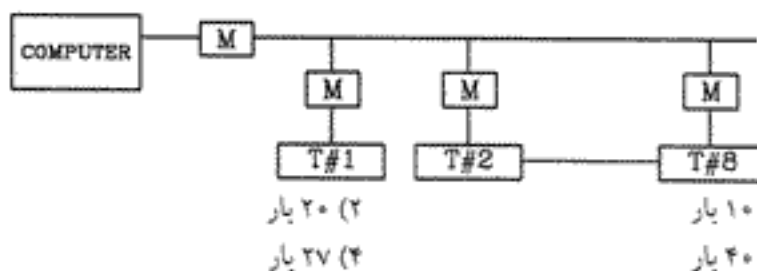 COMPUTER
M
M M M
T#1 T#2 T#8
۱۰ بار ۲) ۲۰ بار
۴۰ بار ۴) ۲۷ بار